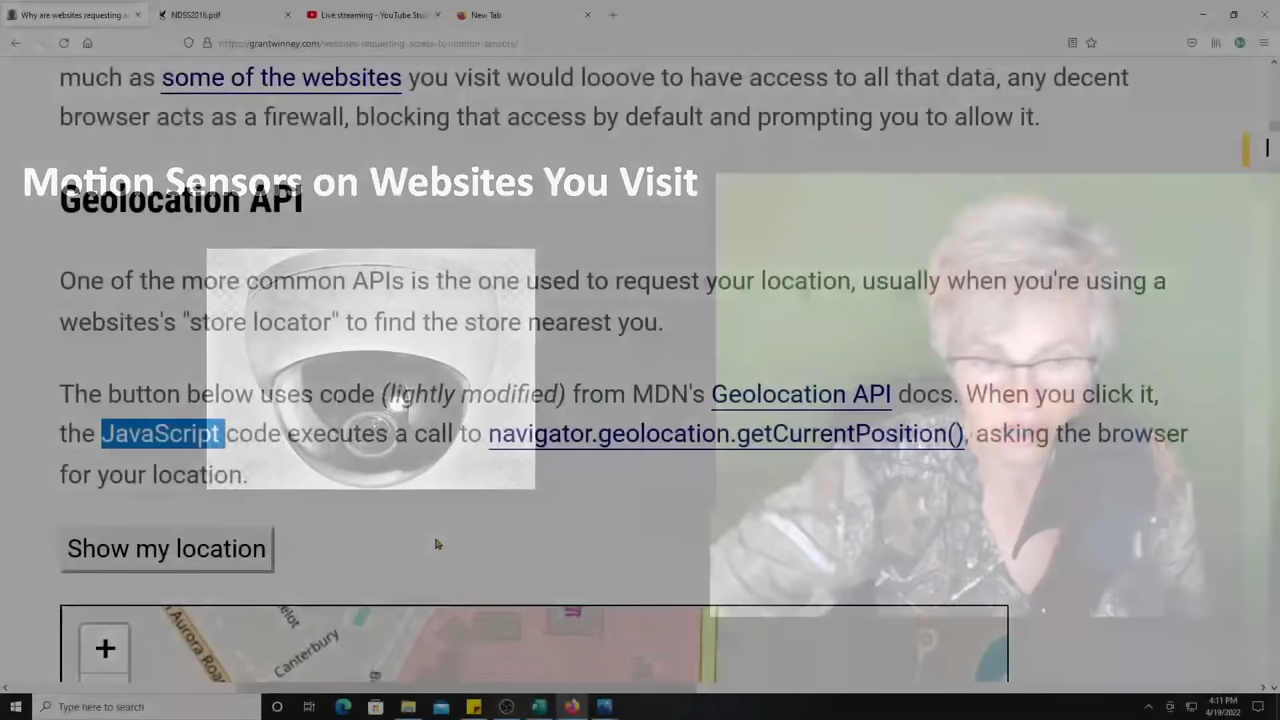 Why are websites requesting
NDSS2016.pdf
Live streaming - YouTube Stu
New Tab
https://grantwinney.com/websites-requesting-access-to-motion-sensors/
much as some of the websites you visit would looove to have access to all that data, any decent
browser acts as a firewall, blocking that access by default and prompting you to allow it.
Motion Sensors on Websites You Visit
Geolocation API
One of the more common APIs is the one used to request your location, usually when you're using a
websites's "store locator" to find the store nearest you.
The button below uses code (lightly modified) from MDN's Geolocation API docs. When you click it,
the JavaScript code executes a call to navigator.geolocation.getCurrentPosition(), asking the browser
for your location.
Show my location
+
Aurora Roa
elot
Canterbury
Type here to search
4:11 PM
4/19/2022